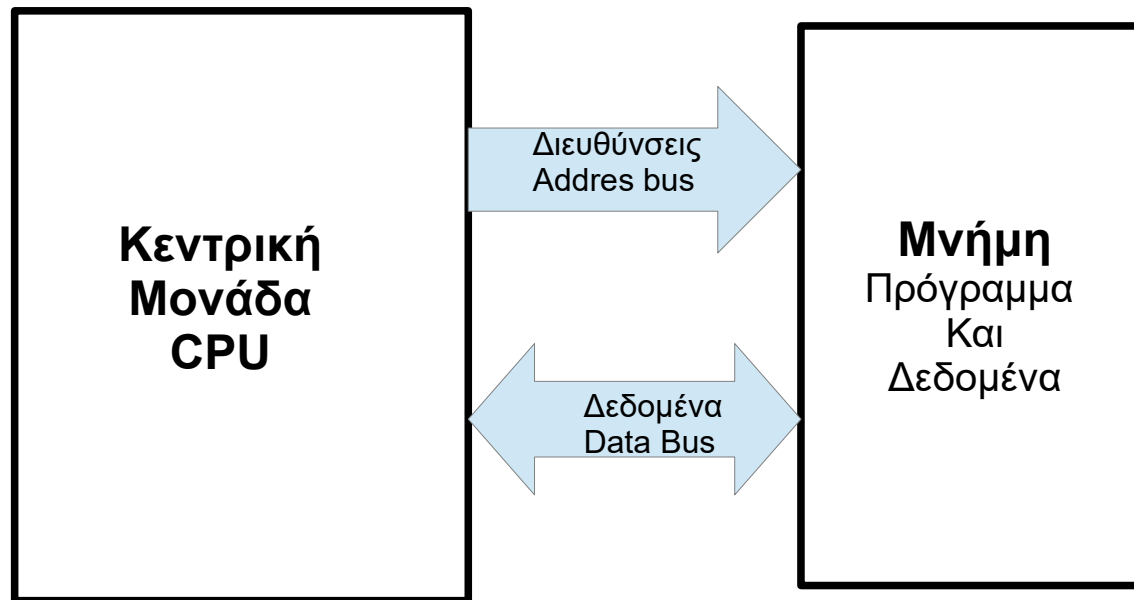 Κεντρική
Μονάδα
CPU
Διευθύνσεις
Addres bus
Δεδομένα
Data Bus
Μνήμη
Πρόγραμμα
Και
Δεδομένα